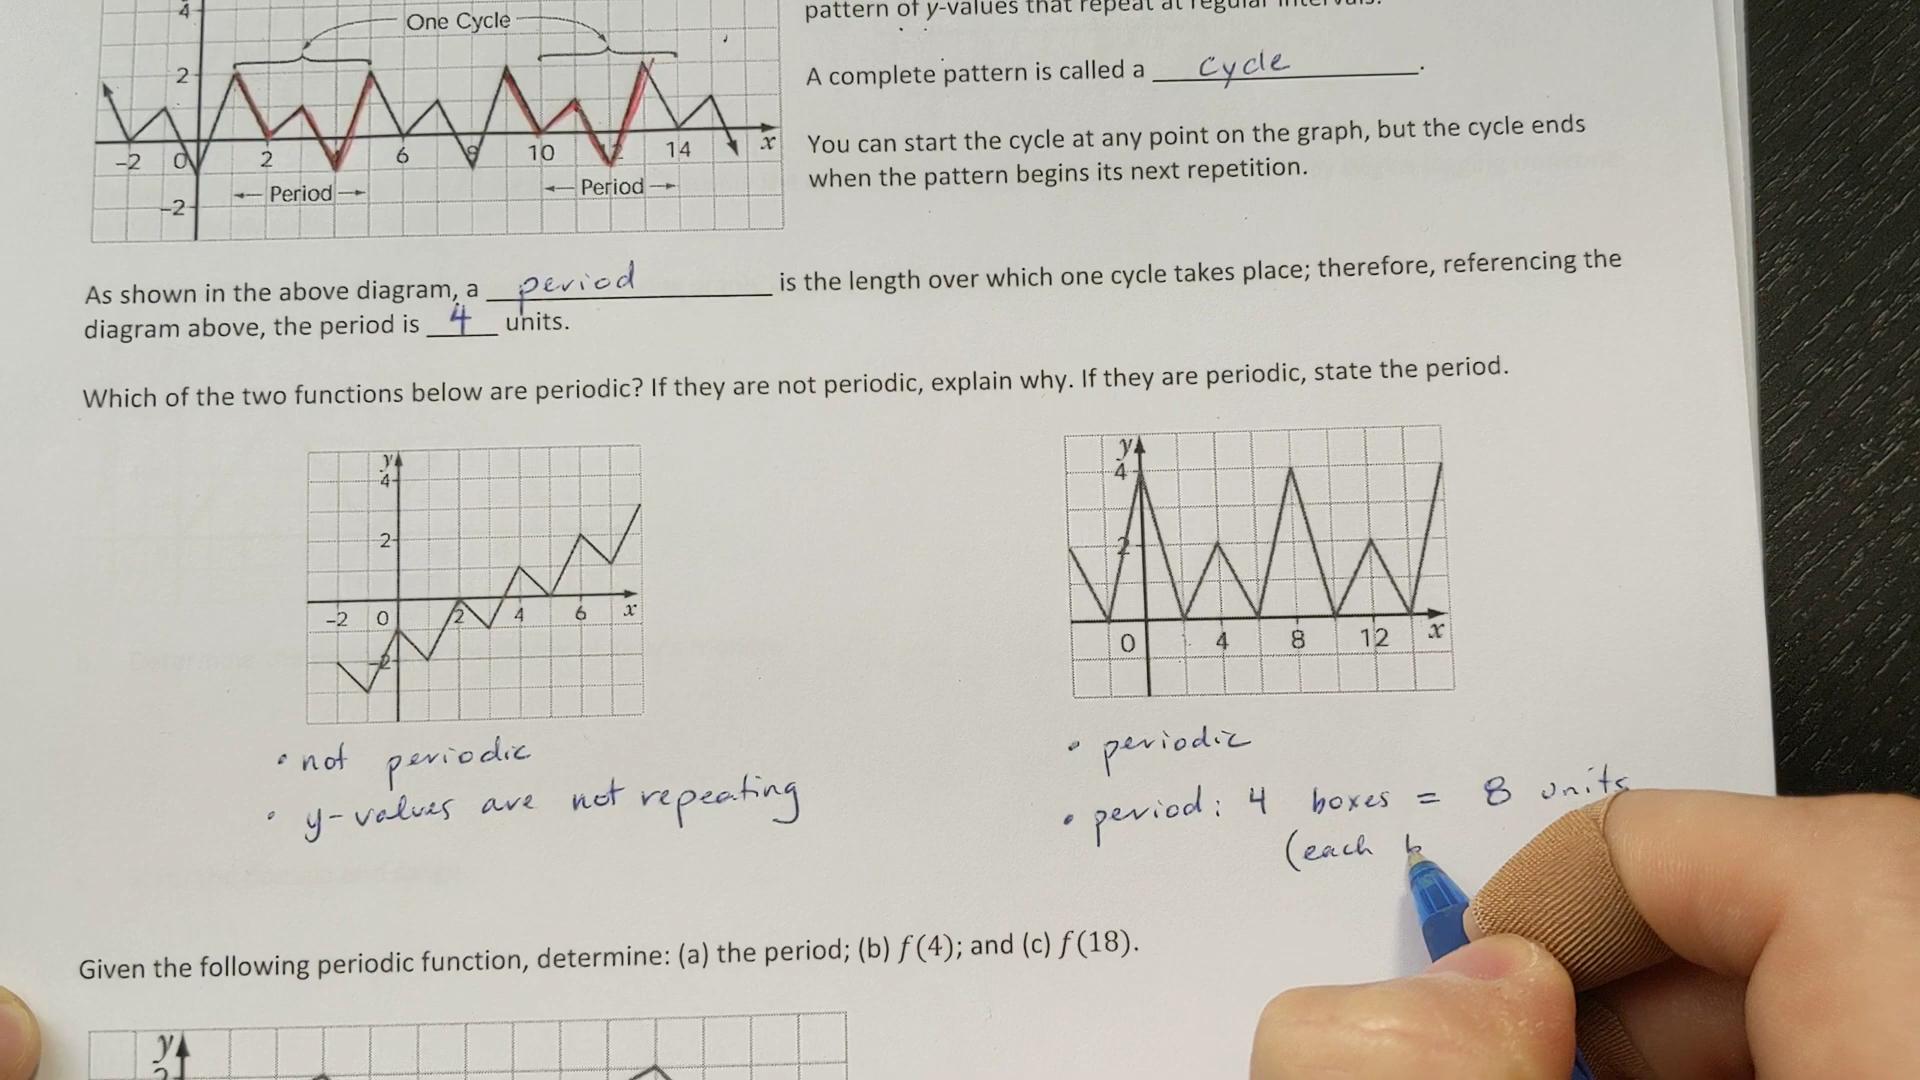 4
One Cycle
2
-2 0 2 6 8 10 12 14 x
Period
Period
-2
pattern of y-values that repeat at regular intervals.
A complete pattern is called a cycle.
You can start the cycle at any point on the graph, but the cycle ends
when the pattern begins its next repetition.
As shown in the above diagram, a period is the length over which one cycle takes place; therefore, referencing the
diagram above, the period is 4 units.
Which of the two functions below are periodic? If they are not periodic, explain why. If they are periodic, state the period.
y
4
2
-2 0 2 4 6 x
-2
y
4
2
0 4 8 12 x
• not periodic
• y-values are not repeating
• periodic
• period: 4 boxes = 8 units
(each b
Given the following periodic function, determine: (a) the period; (b) f(4); and (c) f(18).
y